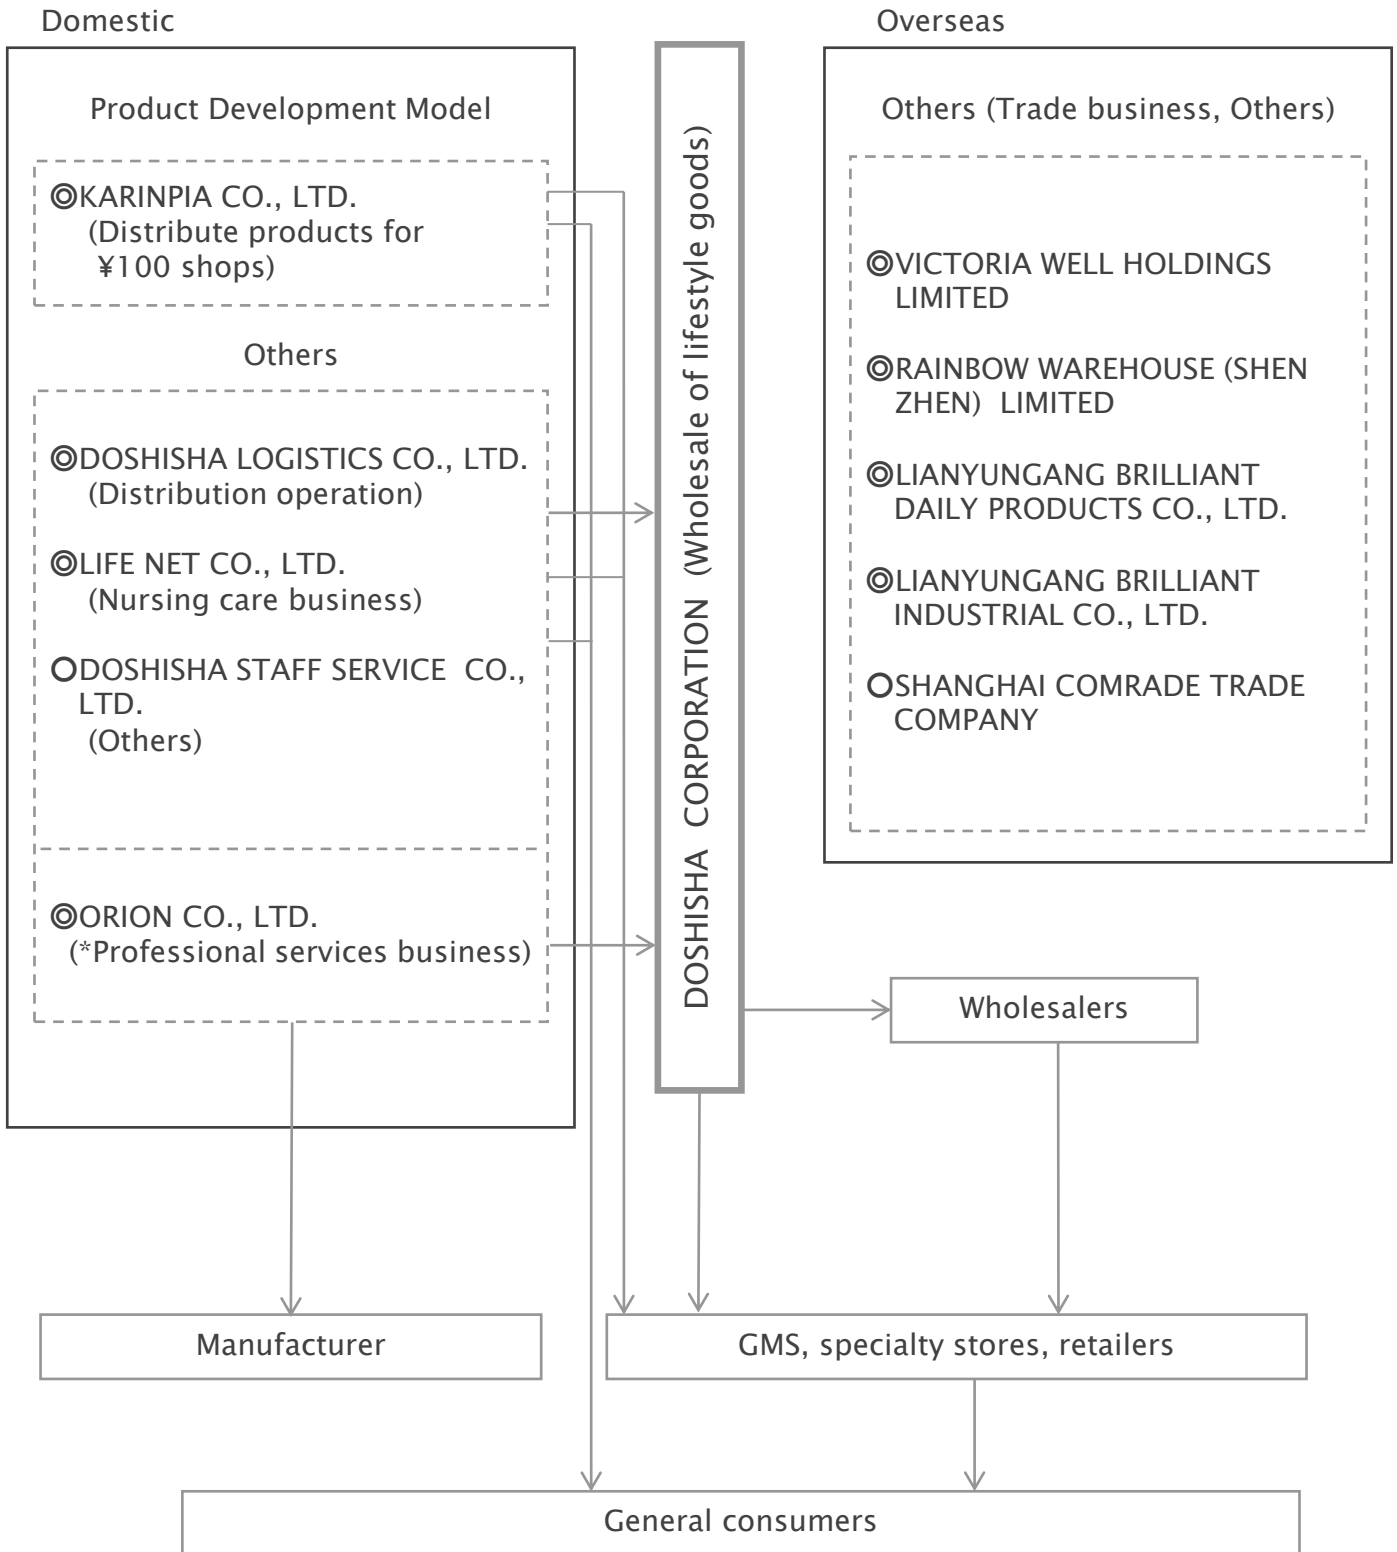 Domestic
Product Development Model
◎KARINPIA CO., LTD.
(Distribute products for
¥100 shops)
Others
◎DOSHISHA LOGISTICS CO., LTD.
(Distribution operation)
◎LIFE NET CO., LTD.
(Nursing care business)
○DOSHISHA STAFF SERVICE CO.,
LTD.
(Others)
◎ORION CO., LTD.
(*Professional services business)
DOSHISHA CORPORATION (Wholesale of lifestyle goods)
Overseas
Others (Trade business, Others)
◎VICTORIA WELL HOLDINGS
LIMITED
◎RAINBOW WAREHOUSE (SHEN
ZHEN) LIMITED
◎LIANYUNGANG BRILLIANT
DAILY PRODUCTS CO., LTD.
◎LIANYUNGANG BRILLIANT
INDUSTRIAL CO., LTD.
○SHANGHAI COMRADE TRADE
COMPANY
Wholesalers
Manufacturer
GMS, specialty stores, retailers
General consumers